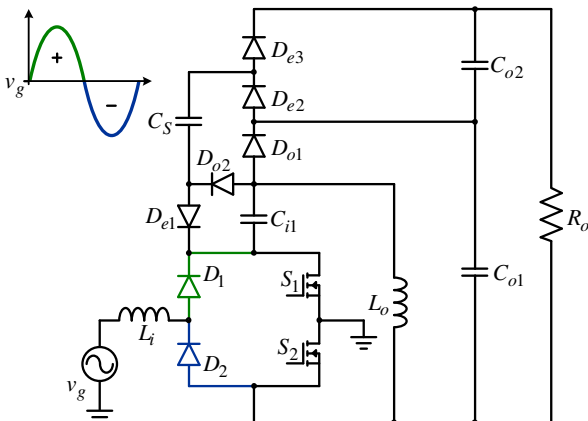 +
−
v_g
D_e3
C_o2
D_e2
C_S
D_o1
D_o2
D_e1
C_i1
R_o
D_1
S_1
C_o1
L_o
L_i
S_2
D_2
v_g